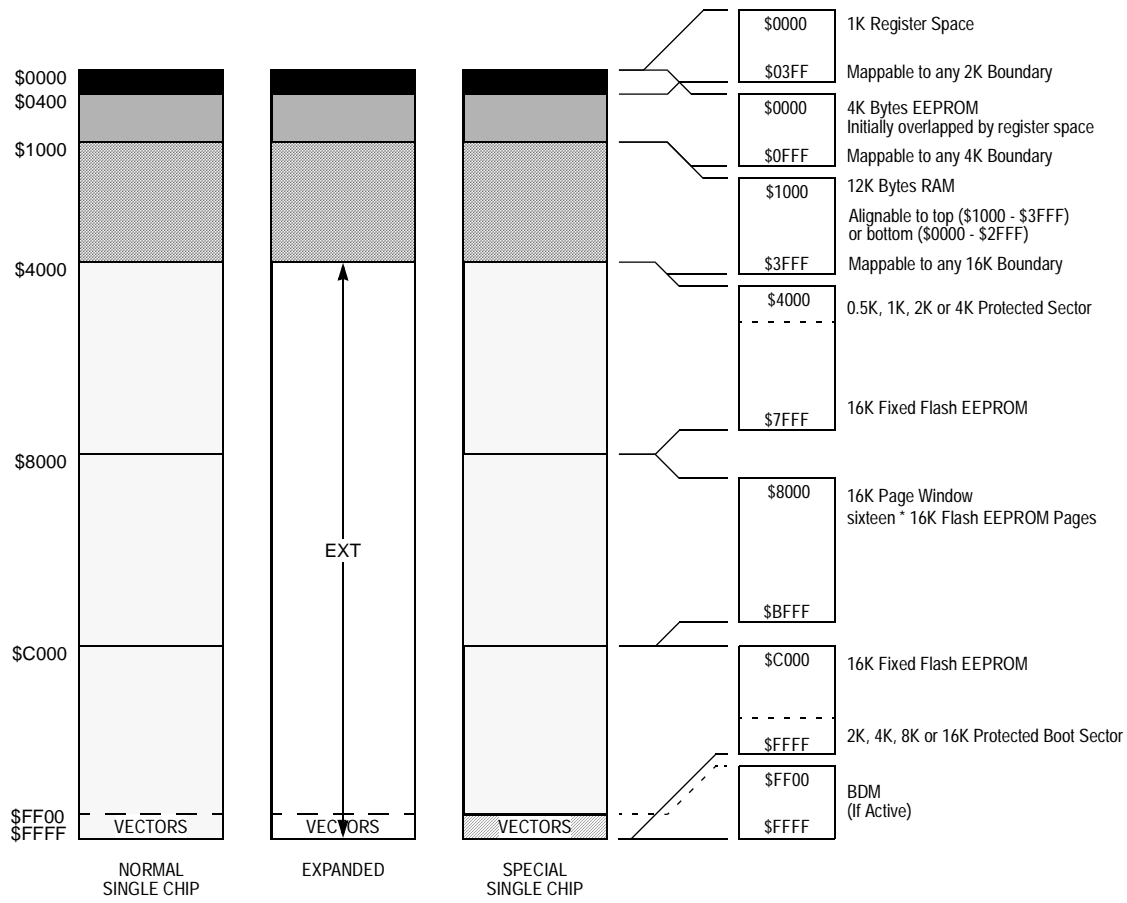 $0000
$0400
$1000
$4000
$8000
$C000
$FF00
$FFFF
EXT
VECTORS
VECTORS
VECTORS
NORMAL
SINGLE CHIP
EXPANDED
SPECIAL
SINGLE CHIP
$0000
1K Register Space
$03FF
Mappable to any 2K Boundary
$0000
4K Bytes EEPROM
Initially overlapped by register space
$0FFF
Mappable to any 4K Boundary
$1000
12K Bytes RAM
Alignable to top ($1000 - $3FFF)
or bottom ($0000 - $2FFF)
$3FFF
Mappable to any 16K Boundary
$4000
0.5K, 1K, 2K or 4K Protected Sector
$7FFF
16K Fixed Flash EEPROM
$8000
16K Page Window
sixteen * 16K Flash EEPROM Pages
$BFFF
$C000
16K Fixed Flash EEPROM
$FFFF
2K, 4K, 8K or 16K Protected Boot Sector
$FF00
BDM
(If Active)
$FFFF